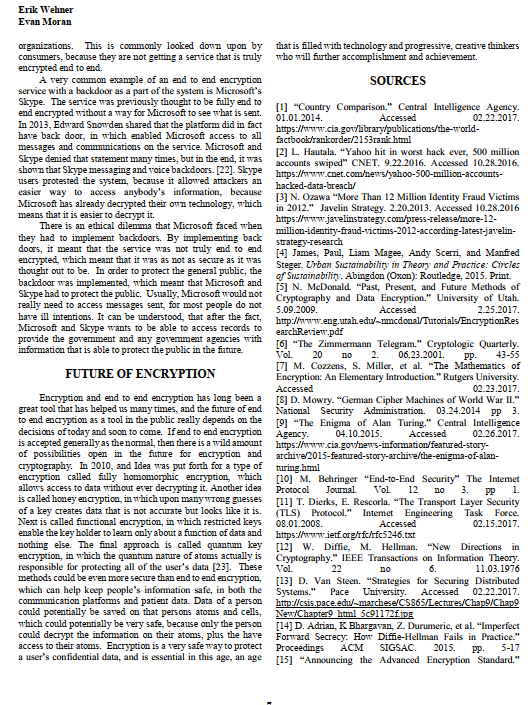 Erik Wehner
Evan Moran
organizations. This is commonly looked down upon by
consumers, because they are not getting a service that is truly
encrypted end to end.
A very common example of an end to end encryption
service with a backdoor as a part of the system is Microsoft's
Skype. The service was previously thought to be fully end to
end encrypted without a way for Microsoft to see what is sent.
In 2013, Edward Snowden shared that the platform did in fact
have back door, in which enabled Microsoft access to all
messages and communications on the service. Microsoft and
Skype denied that statement many times, but in the end, it was
shown that Skype messaging and voice backdoors. [22]. Skype
users protested the system, because it allowed attackers an
easier way to access anybody's information, because
Microsoft has already decrypted their own technology, which
means that it is easier to decrypt it.
There is an ethical dilemma that Microsoft faced when
they had to implement backdoors. By implementing back
doors, it meant that the service was not truly end to end
encrypted, which meant that it was as not as secure as it was
thought out to be. In order to protect the general public, the
backdoor was implemented, which meant that Microsoft and
Skype had to protect the public. Usually, Microsoft would not
really need to access messages sent, for most people do not
have ill intentions. It can be understood, that after the fact,
Microsoft and Skype wants to be able to access records to
provide the government and any government agencies with
information that is able to protect the public in the future.
FUTURE OF ENCRYPTION
Encryption and end to end encryption has long been a
great tool that has helped us many times, and the future of end
to end encryption as a tool in the public really depends on the
decisions of today and soon to come. If end to end encryption
is accepted generally as the normal, then there is a wild amount
of possibilities open in the future for encryption and
cryptography. In 2010, and Idea was put forth for a type of
encryption called fully homomorphic encryption, which
allows access to data without ever decrypting it. Another idea
is called honey encryption, in which upon many wrong guesses
of a key creates data that is not accurate but looks like it is.
Next is called functional encryption, in which restricted keys
enable the key holder to learn only about a function of data and
nothing else. The final approach is called quantum key
encryption, in which the quantum nature of atoms actually is
responsible for protecting all of the user's data [23]. These
methods could be even more secure than end to end encryption,
which can help keep people's information safe, in both the
communication platforms and patient data. Data of a person
could potentially be saved on that persons atoms and cells,
which could potentially be very safe, because only the person
could decrypt the information on their atoms, plus the have
access to their atoms. Encryption is a very safe way to protect
a user's confidential data, and is essential in this age, an age
that is filled with technology and progressive, creative thinkers
who will further accomplishment and achievement.
SOURCES
[1] "Country Comparison." Central Intelligence Agency.
01.01.2014. Accessed 02.22.2017.
https://www.cia.gov/library/publications/the-world-
factbook/rankorder/2153rank.html
[2] L. Hautala. "Yahoo hit in worst hack ever, 500 million
accounts swiped" CNET. 9.22.2016. Accessed 10.28.2016.
https://www.cnet.com/news/yahoo-500-million-accounts-
hacked-data-breach/
[3] N. Ozawa "More Than 12 Million Identity Fraud Victims
in 2012." Javelin Strategy. 2.20.2013. Accessed 10.28.2016
https://www.javelinstrategy.com/press-release/more-12-
million-identity-fraud-victims-2012-according-latest-javelin-
strategy-research
[4] James, Paul, Liam Magee, Andy Scerri, and Manfred
Steger. Urban Sustainability in Theory and Practice: Circles
of Sustainability. Abingdon (Oxon): Routledge, 2015. Print.
[5] N. McDonald. "Past, Present, and Future Methods of
Cryptography and Data Encryption." University of Utah.
5.09.2009. Accessed 2.25.2017.
http://www.eng.utah.edu/~nmcdonal/Tutorials/EncryptionRes
earchReview.pdf
[6] "The Zimmermann Telegram." Cryptologic Quarterly.
Vol. 20 no 2. 06.23.2001. pp. 43-55
[7] M. Cozzens, S. Miller, et al. "The Mathematics of
Encryption: An Elementary Introduction." Rutgers University.
Accessed 02.23.2017.
[8] D. Mowry. "German Cipher Machines of World War II."
National Security Administration. 03.24.2014 pp 3.
[9] "The Enigma of Alan Turing." Central Intelligence
Agency. 04.10.2015. Accessed 02.26.2017.
https://www.cia.gov/news-information/featured-story-
archive/2015-featured-story-archive/the-enigma-of-alan-
turing.html
[10] M. Behringer "End-to-End Security" The Internet
Protocol Journal. Vol. 12 no 3. pp 1.
[11] T. Dierks, E. Rescorla. "The Transport Layer Security
(TLS) Protocol." Internet Engineering Task Force.
08.01.2008. Accessed 02.15.2017.
https://www.ietf.org/rfc/rfc5246.txt
[12] W. Diffie, M. Hellman. "New Directions in
Cryptography." IEEE Transactions on Information Theory.
Vol. 22 no 6. 11.03.1976
[13] D. Van Steen. "Strategies for Securing Distributed
Systems." Pace University. Accessed 02.22.2017.
http://csis.pace.edu/~marchese/CS865/Lectures/Chap9/Chap9
New/Chapter9_html_5c91172f.jpg
[14] D. Adrian, K Bhargavan, Z. Durumeric, et al. "Imperfect
Forward Secrecy: How Diffie-Hellman Fails in Practice."
Proceedings ACM SIGSAC. 2015. pp. 5-17
[15] "Announcing the Advanced Encryption Standard."